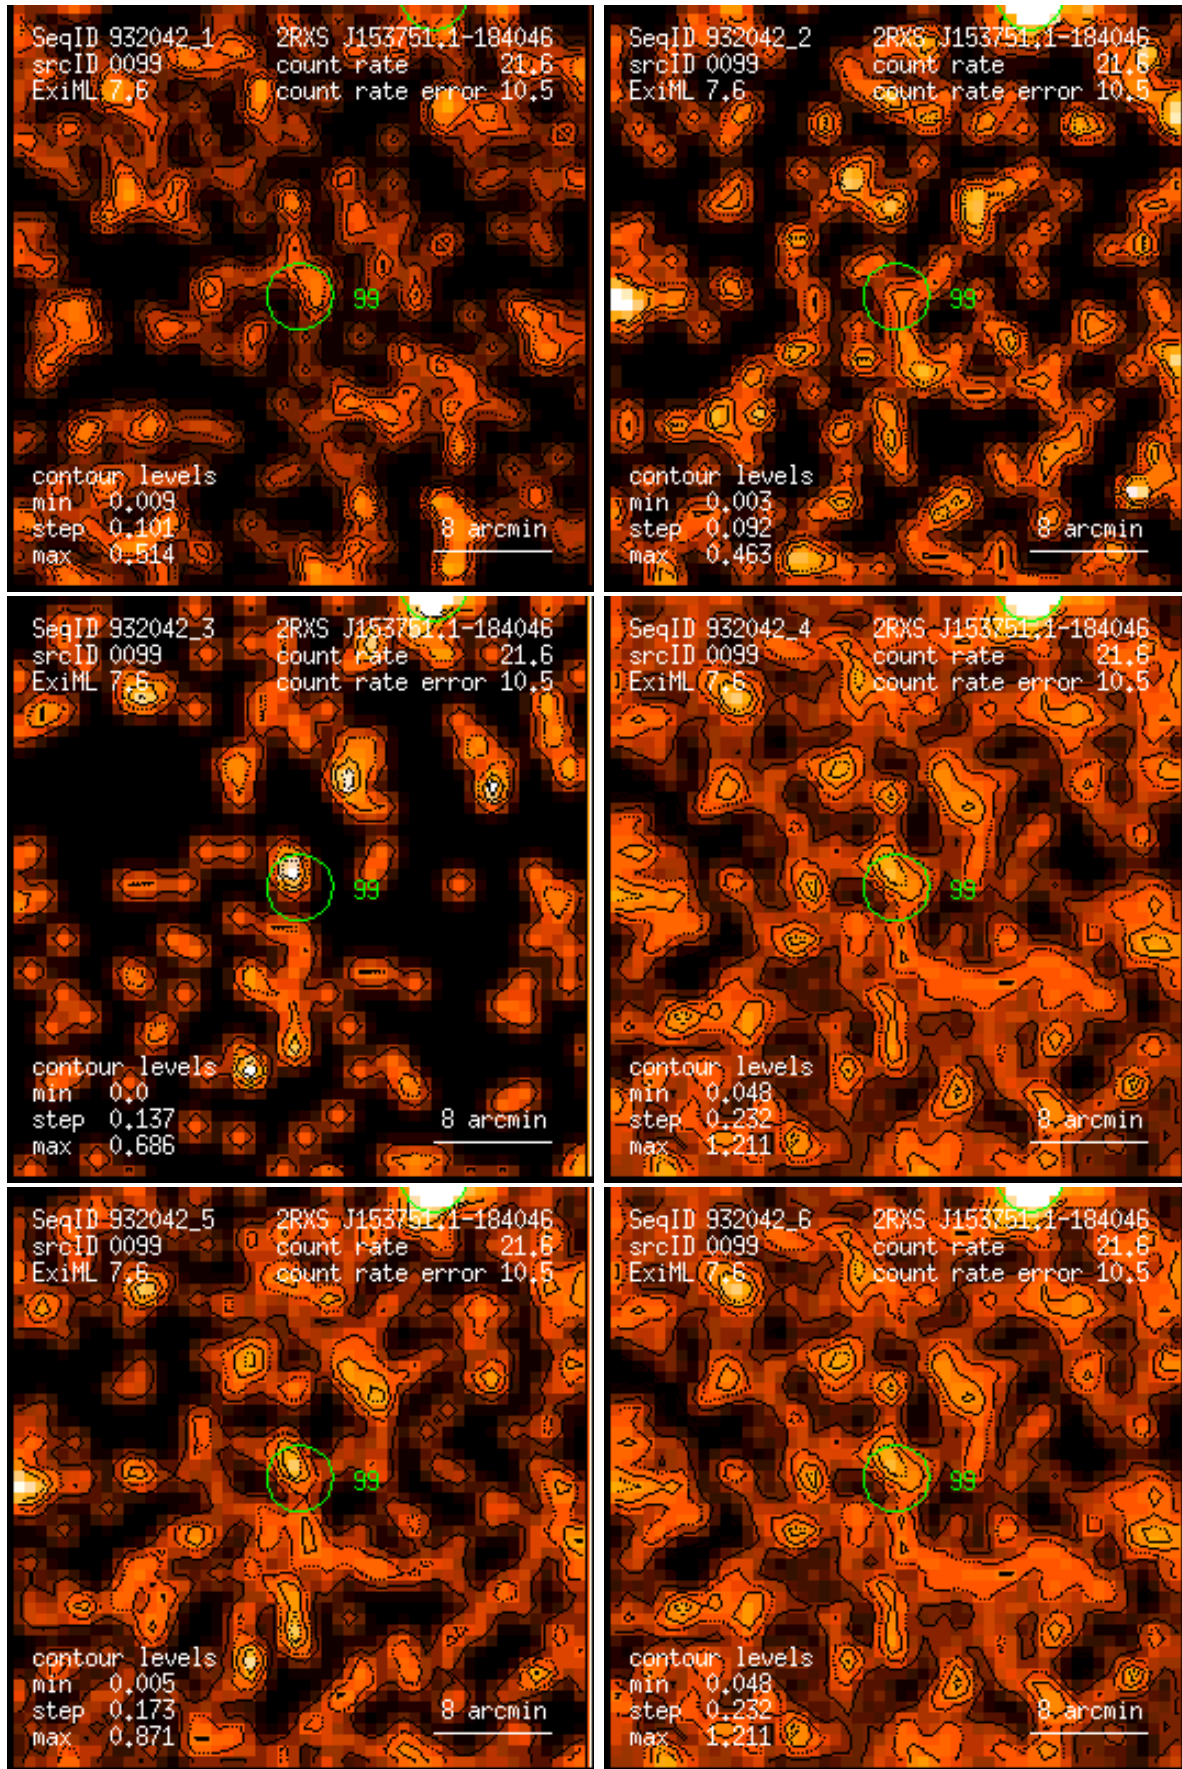 SeqID 932042_1 2RXS J153751.1-184046
srcID 0099 count rate 21.6
ExiML 7.6 count rate error 10.5
99
contour levels
min 0.009
step 0.101 8 arcmin
max 0.514
SeqID 932042_2 2RXS J153751.1-184046
srcID 0099 count rate 21.6
ExiML 7.6 count rate error 10.5
99
contour levels
min 0.003
step 0.092 8 arcmin
max 0.463
SeqID 932042_3 2RXS J153751.1-184046
srcID 0099 count rate 21.6
ExiML 7.6 count rate error 10.5
99
contour levels
min 0.0
step 0.137 8 arcmin
max 0.686
SeqID 932042_4 2RXS J153751.1-184046
srcID 0099 count rate 21.6
ExiML 7.6 count rate error 10.5
99
contour levels
min 0.048
step 0.232 8 arcmin
max 1.211
SeqID 932042_5 2RXS J153751.1-184046
srcID 0099 count rate 21.6
ExiML 7.6 count rate error 10.5
99
contour levels
min 0.005
step 0.173 8 arcmin
max 0.871
SeqID 932042_6 2RXS J153751.1-184046
srcID 0099 count rate 21.6
ExiML 7.6 count rate error 10.5
99
contour levels
min 0.048
step 0.232 8 arcmin
max 1.211